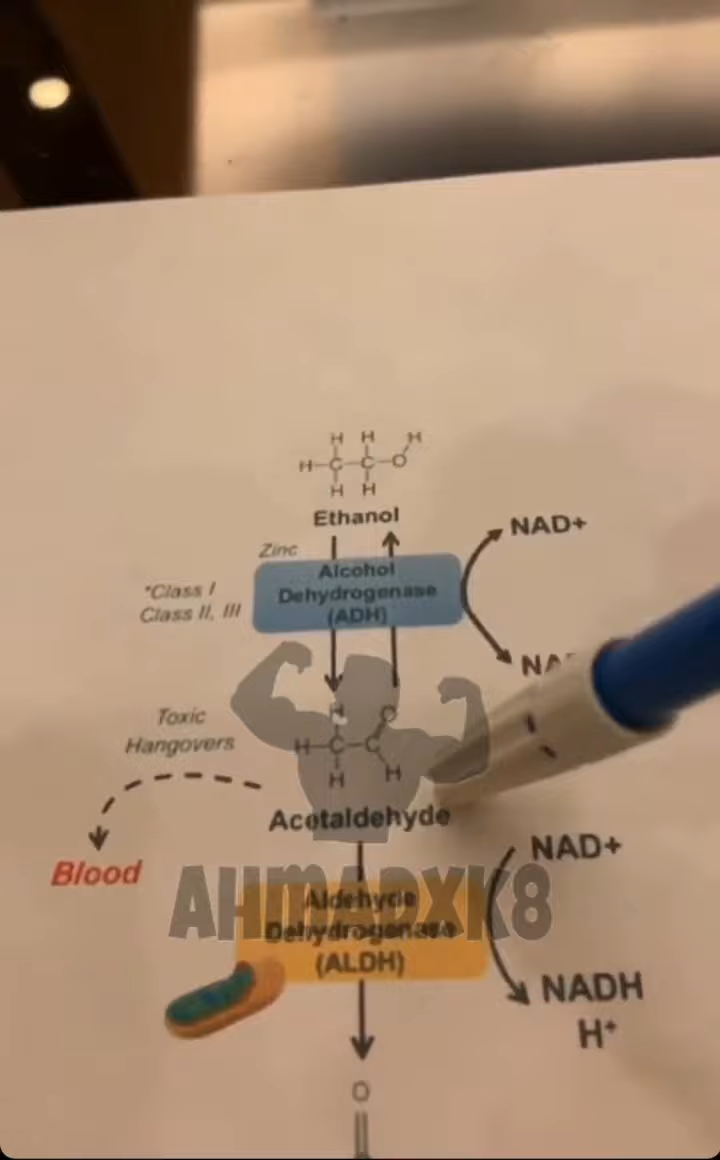 H H H
H-C-C-O
H H
Ethanol
NAD+
Zinc
Alcohol
Dehydrogenase
(ADH)
*Class I
Class II, III
Toxic
Hangovers
H O
H-C-C
H H
Acetaldehyde
Blood
NAD+
AHMADXK8
Aldehyde
Dehydrogenase
(ALDH)
NADH
H+
O